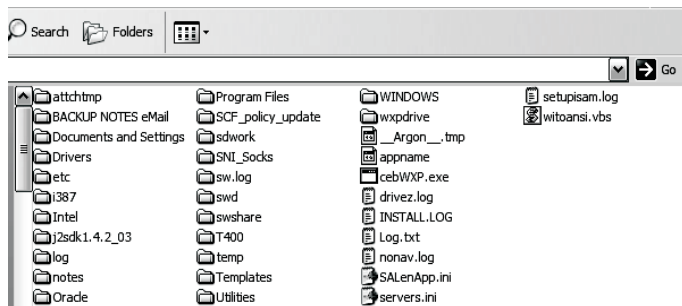 Search Folders
Go
attchtmp
BACKUP NOTES eMail
Documents and Settings
Drivers
etc
i387
Intel
j2sdk1.4.2_03
log
notes
Oracle
Program Files
SCF_policy_update
sdwork
SNI_Socks
sw.log
swd
swshare
T400
temp
Templates
Utilities
WINDOWS
wxpdrive
__Argon__.tmp
appname
cebWXP.exe
drivez.log
INSTALL.LOG
Log.txt
nonav.log
SALenApp.ini
servers.ini
setupisam.log
witoansi.vbs